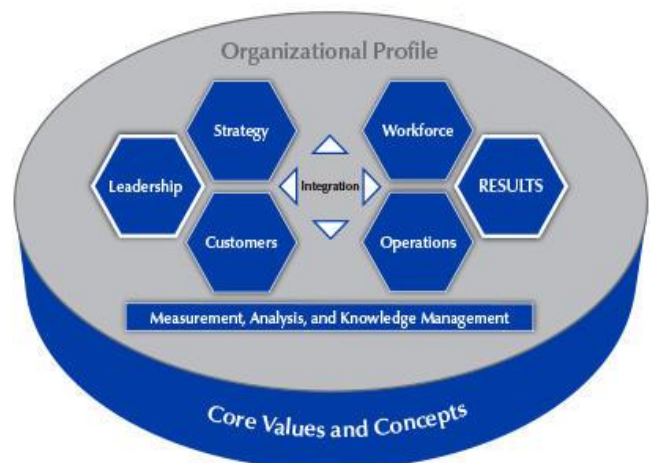 Organizational Profile
Strategy
Workforce
Leadership
Integration
RESULTS
Customers
Operations
Measurement, Analysis, and Knowledge Management
Core Values and Concepts